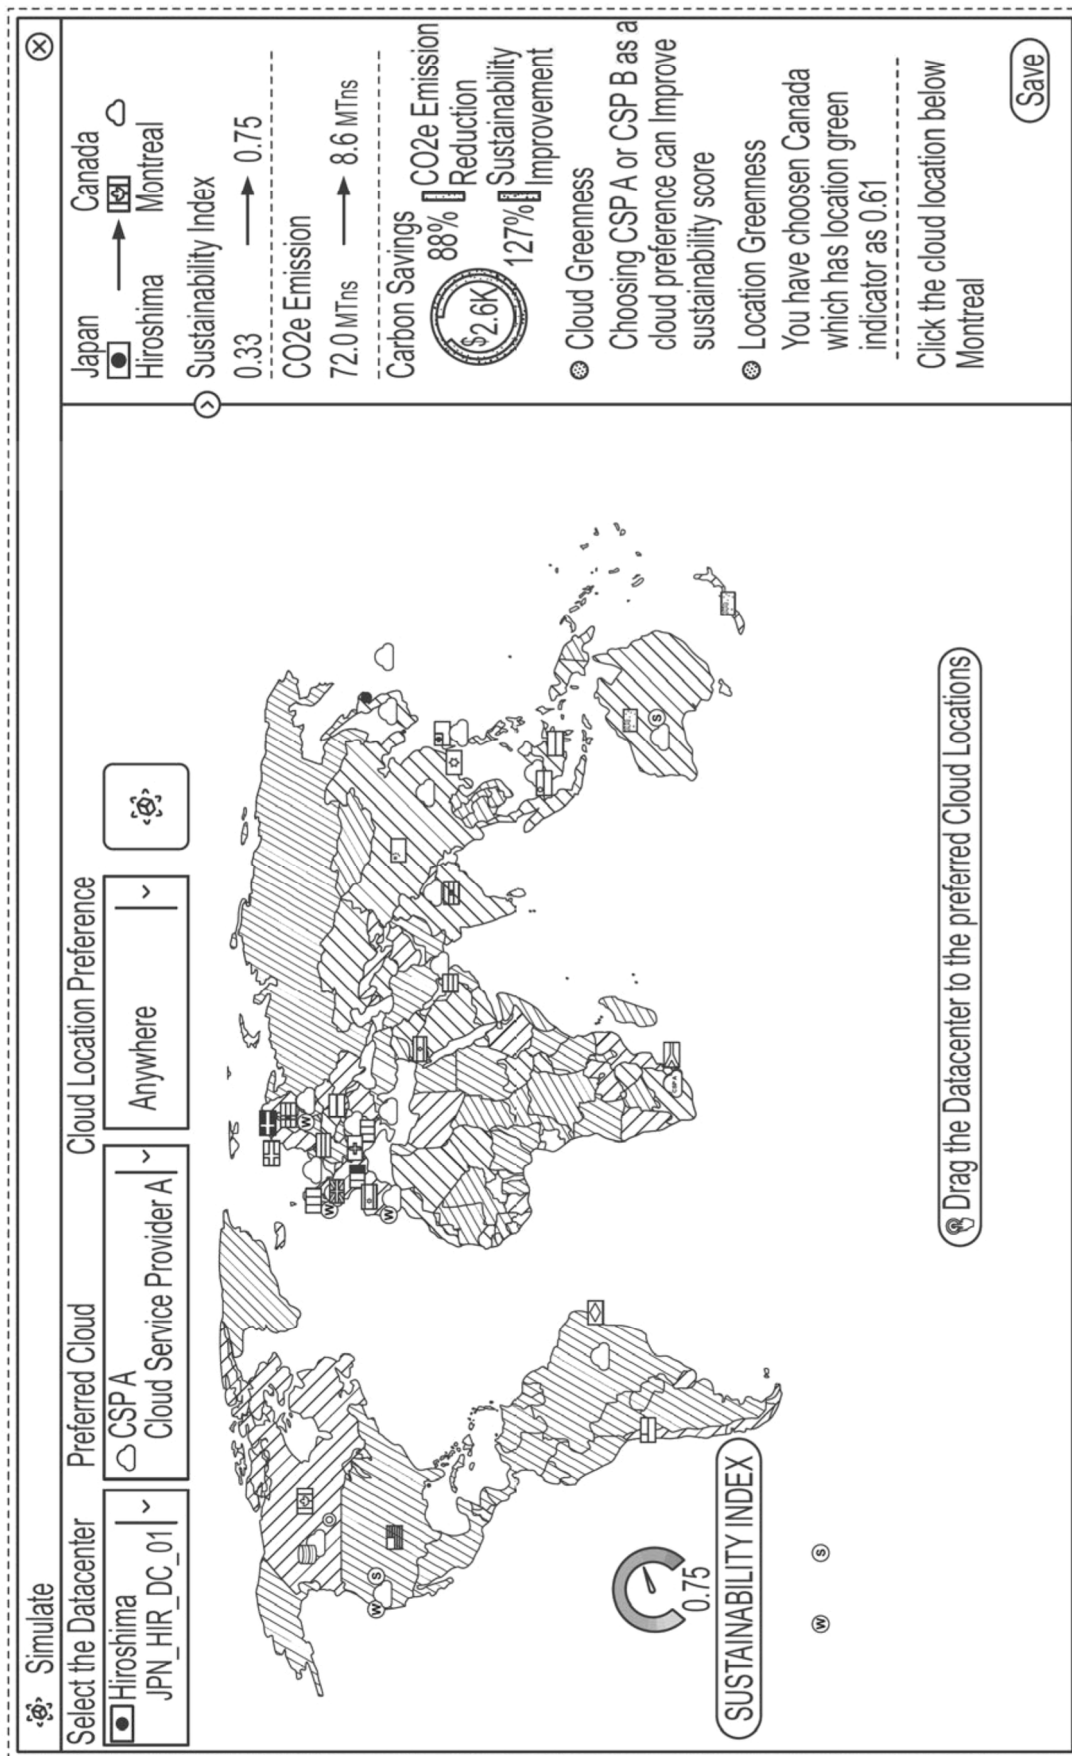 Simulate
Select the Datacenter
Hiroshima
JPN_HIR_DC_01
Preferred Cloud
CSP A
Cloud Service Provider A
Cloud Location Preference
Anywhere
W
S
W
W
W
S
CSP A
0.75
SUSTAINABILITY INDEX
W
S
Drag the Datacenter to the preferred Cloud Locations
Japan
Canada
Hiroshima
Montreal
Sustainability Index
0.33
0.75
CO2e Emission
72.0 MTns
8.6 MTns
Carbon Savings
$2.6K
88%
CO2e Emission
Reduction
127%
Sustainability
Improvement
Cloud Greenness
Choosing CSP A or CSP B as a
cloud preference can Improve
sustainability score
Location Greenness
You have choosen Canada
which has location green
indicator as 0.61
Click the cloud location below
Montreal
Save